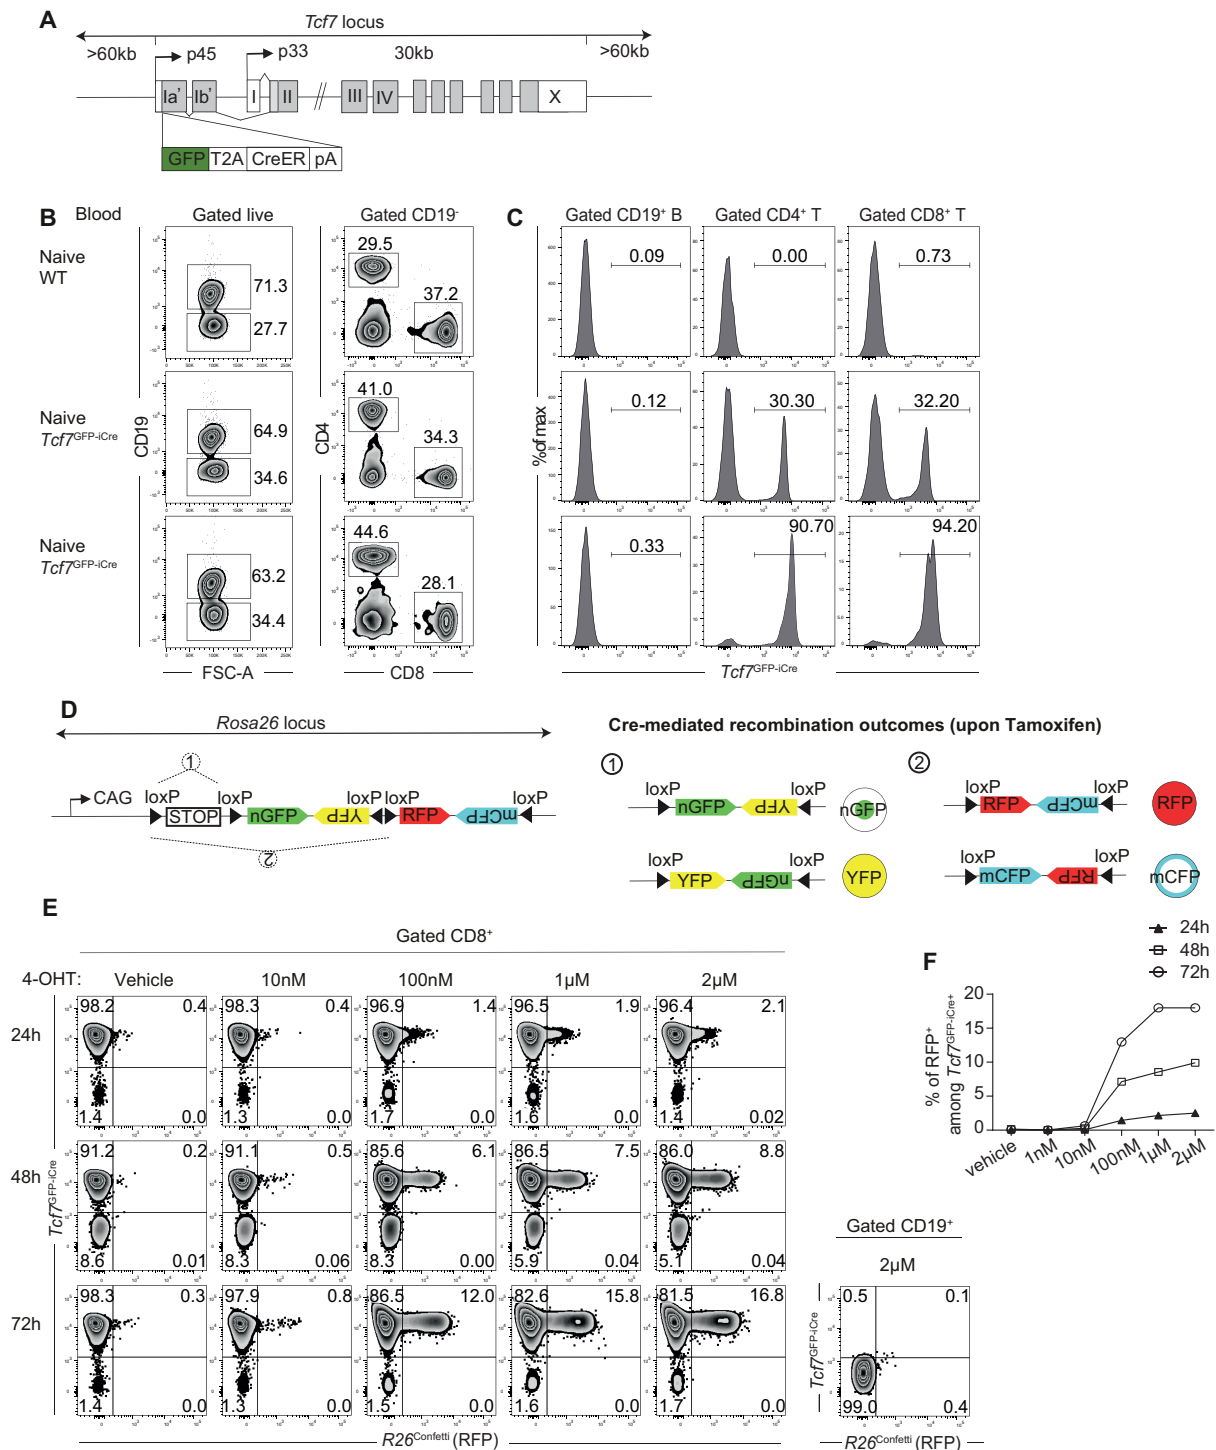 A
Tcf7 locus
>60kb
p45
p33
30kb
>60kb
Ia'
Ib'
I
II
III
IV
X
GFP T2A CreER pA
B
Blood
Gated live
Gated CD19-
Naive
WT
71.3
27.7
29.5
37.2
Naive
Tcf7GFP-iCre
64.9
34.6
41.0
34.3
Naive
Tcf7GFP-iCre
63.2
34.4
44.6
28.1
CD19
CD4
FSC-A
CD8
C
Gated CD19+ B
Gated CD4+ T
Gated CD8+ T
0.09
0.00
0.73
0.12
30.30
32.20
0.33
90.70
94.20
% of max
Tcf7GFP-iCre
D
Rosa26 locus
1
CAG
loxP
loxP
loxP
loxP
STOP
nGFP
YFP
RFP
mCFP
2
Cre-mediated recombination outcomes (upon Tamoxifen)
1
loxP
loxP
nGFP
YFP
nGFP
loxP
loxP
YFP
nGFP
YFP
2
loxP
loxP
RFP
mCFP
RFP
loxP
loxP
mCFP
RFP
mCFP
E
Gated CD8+
4-OHT:
Vehicle
10nM
100nM
1µM
2µM
24h
98.2 0.4
1.4 0.0
98.3 0.4
1.3 0.0
96.9 1.4
1.7 0.0
96.5 1.9
1.6 0.0
96.4 2.1
1.4 0.02
48h
91.2 0.2
8.6 0.01
91.1 0.5
8.3 0.06
85.6 6.1
8.3 0.00
86.5 7.5
5.9 0.04
86.0 8.8
5.1 0.04
72h
98.3 0.3
1.4 0.0
97.9 0.8
1.3 0.0
86.5 12.0
1.5 0.0
82.6 15.8
1.6 0.0
81.5 16.8
1.7 0.0
Tcf7GFP-iCre
R26Confetti (RFP)
F
24h
48h
72h
% of RFP+
among Tcf7GFP-iCre+
20
15
10
5
0
vehicle
1nM
10nM
100nM
1µM
2µM
Gated CD19+
2µM
0.5 0.1
99.0 0.4
Tcf7GFP-iCre
R26Confetti (RFP)